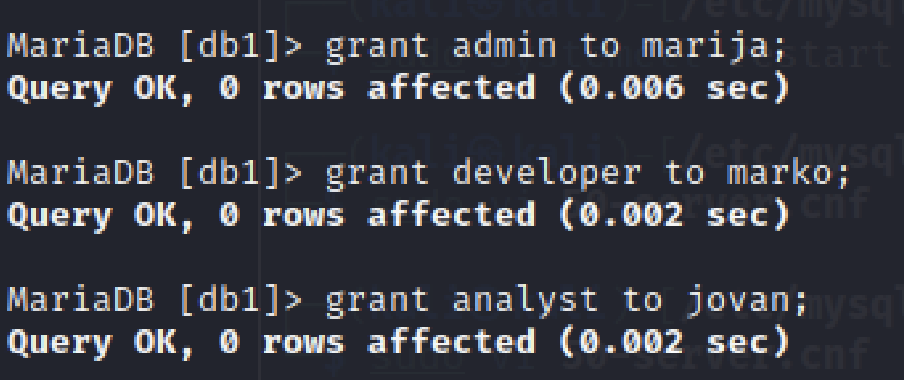 MariaDB [db1]> grant admin to marija;
Query OK, 0 rows affected (0.006 sec)
MariaDB [db1]> grant developer to marko;
Query OK, 0 rows affected (0.002 sec)
MariaDB [db1]> grant analyst to jovan;
Query OK, 0 rows affected (0.002 sec)